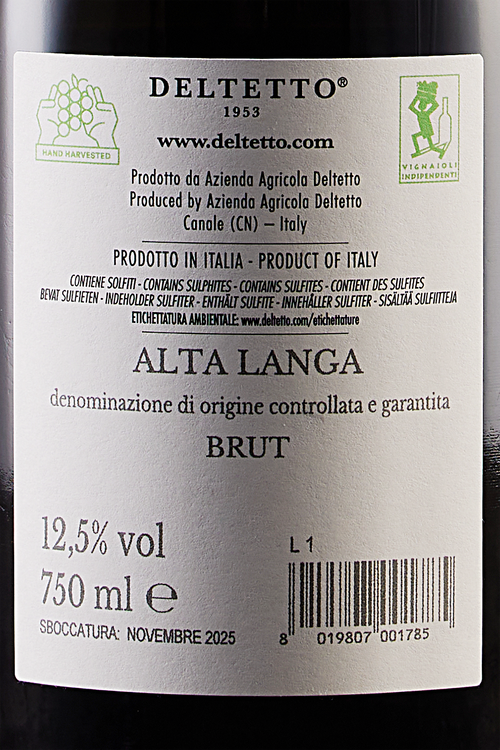 DELTETTO®
1953
www.deltetto.com
HAND HARVESTED
VIGNAIOLI
INDIPENDENTI
Prodotto da Azienda Agricola Deltetto
Produced by Azienda Agricola Deltetto
Canale (CN) – Italy
PRODOTTO IN ITALIA - PRODUCT OF ITALY
CONTIENE SOLFITI - CONTAINS SULPHITES - CONTAINS SULFITES - CONTIENT DES SULFITES
BEVAT SULFIETEN - INDEHOLDER SULFITER - ENTHÄLT SULFITE - INNEHÅLLER SULFITER - SISÄLTÄÄ SULFIITTEJA
ETICHETTATURA AMBIENTALE: www.deltetto.com/etichettature
ALTA LANGA
denominazione di origine controllata e garantita
BRUT
12,5% vol
750 ml ℮
SBOCCATURA: NOVEMBRE 2025
L 1
8 019807 001785